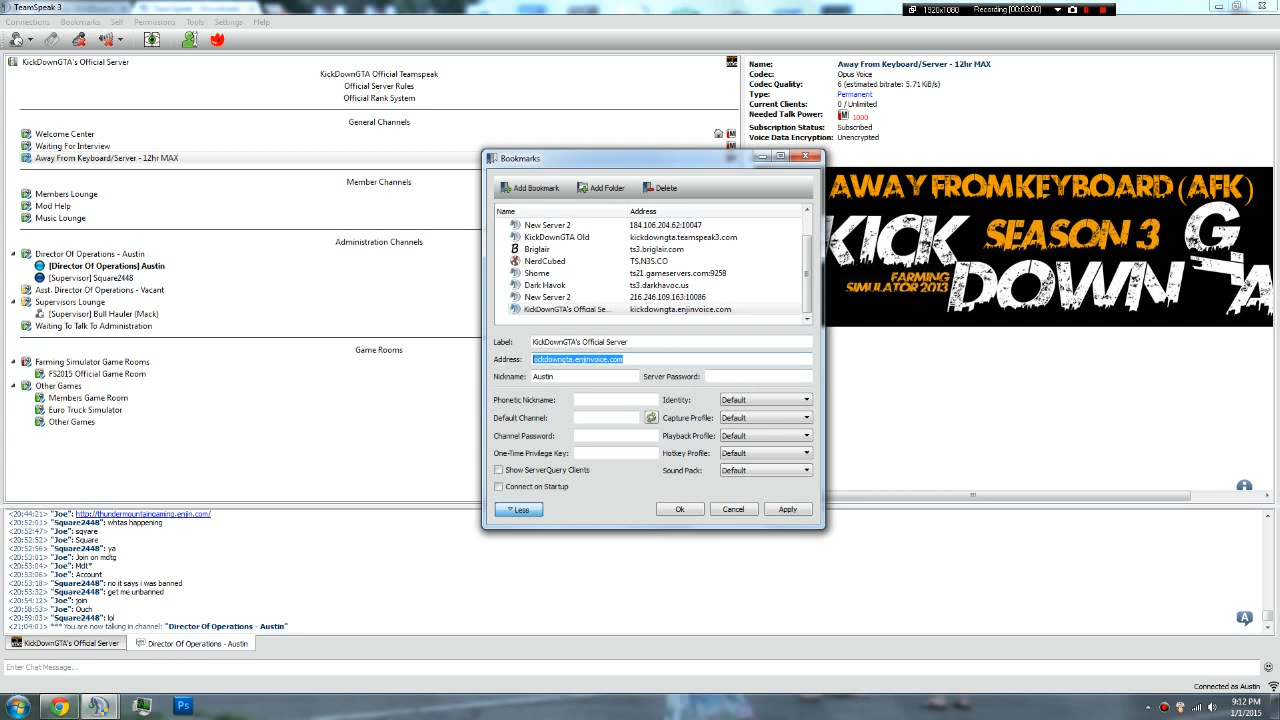 TeamSpeak 3
1920x1080 Recording [00:03:00]
Connections Bookmarks Self Permissions Tools Settings Help
KickDownGTA's Official Server
KickDownGTA Official Teamspeak
Official Server Rules
Official Rank System
General Channels
Welcome Center
Waiting For Interview
Away From Keyboard/Server - 12hr MAX
Member Channels
Members Lounge
Mod Help
Music Lounge
Administration Channels
Director Of Operations - Austin
[Director Of Operations] Austin
[Supervisor] Square2448
Asst. Director Of Operations - Vacant
Supervisors Lounge
[Supervisor] Bull Hauler (Mack)
Waiting To Talk To Administration
Game Rooms
Farming Simulator Game Rooms
FS2015 Official Game Room
Other Games
Members Game Room
Euro Truck Simulator
Other Games
Name: Away From Keyboard/Server - 12hr MAX
Codec: Opus Voice
Codec Quality: 6 (estimated bitrate: 5.71 KiB/s)
Type: Permanent
Current Clients: 0 / Unlimited
Needed Talk Power: 1000
Subscription Status: Subscribed
Voice Data Encryption: Unencrypted
AWAY FROM KEYBOARD (AFK)
KICK SEASON 3 GTA
FARMING
SIMULATOR 2013
DOWN
Bookmarks
Add Bookmark Add Folder Delete
Name Address
New Server 2 184.106.204.62:10047
KickDownGTA Old kickdowngta.teamspeak3.com
Briglair ts3.briglair.com
NerdCubed TS.N3S.CO
Shorne ts21.gameservers.com:9258
Dark Havok ts3.darkhavoc.us
New Server 2 216.246.109.163:10086
KickDownGTA's Official Se... kickdowngta.enjinvoice.com
Label: KickDownGTA's Official Server
Address: kickdowngta.enjinvoice.com
Nickname: Austin Server Password:
Phonetic Nickname: Identity: Default
Default Channel: Capture Profile: Default
Channel Password: Playback Profile: Default
One-Time Privilege Key: Hotkey Profile: Default
Show ServerQuery Clients Sound Pack: Default
Connect on Startup
Less Ok Cancel Apply
<20:44:21> "Joe": http://thundermountaingaming.enjin.com/
<20:52:01> "Square2448": whtas happening
<20:52:47> "Joe": sqyare
<20:52:52> "Joe": Square
<20:52:56> "Square2448": ya
<20:53:01> "Joe": Join on mdtg
<20:53:04> "Joe": Mdt*
<20:53:06> "Joe": Account
<20:53:18> "Square2448": no it says i was banned
<20:53:32> "Square2448": get me unbanned
<20:54:12> "Joe": join
<20:58:53> "Joe": Ouch
<20:59:03> "Square2448": lol
<21:04:01> *** You are now talking in channel: "Director Of Operations - Austin"
KickDownGTA's Official Server Director Of Operations - Austin
Enter Chat Message...
Connected as Austin
Ps
9:12 PM
1/1/2015